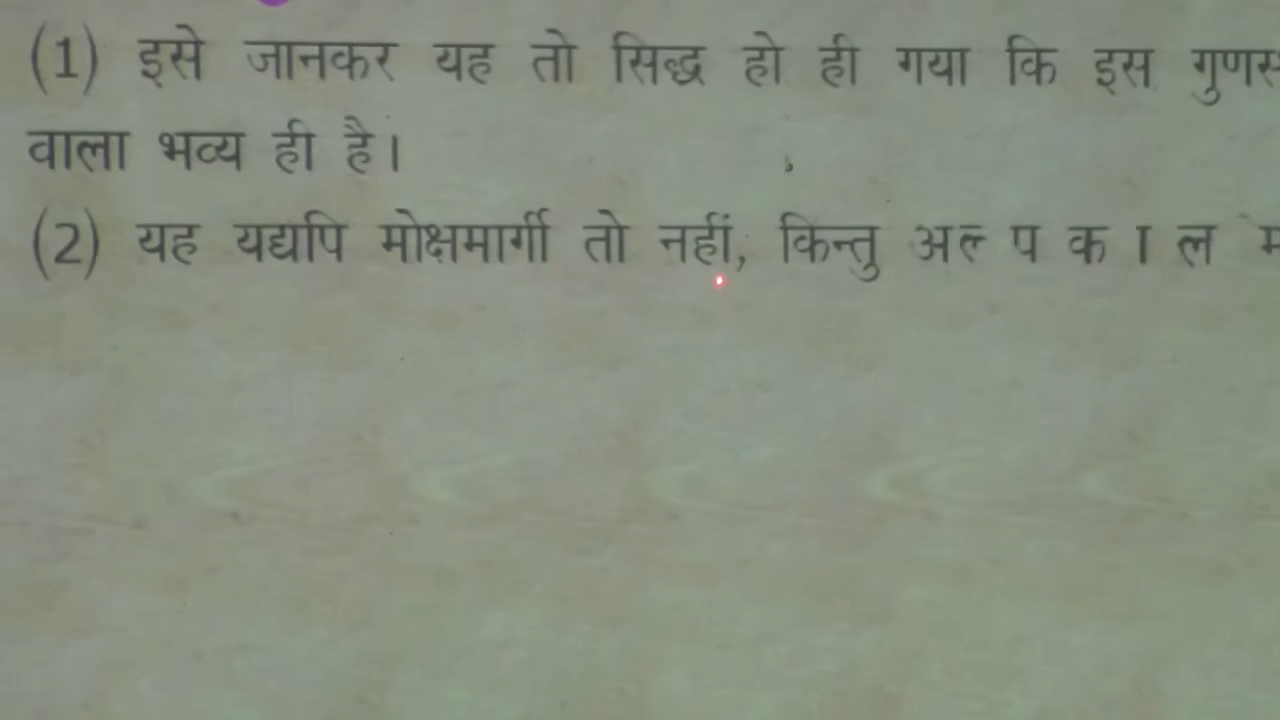 (1) इसे जानकर यह तो सिद्ध हो ही गया कि इस
वाला भव्य ही है।
(2) यह यद्यपि मोक्षमार्गी तो नहीं, किन्तु अल्प काल